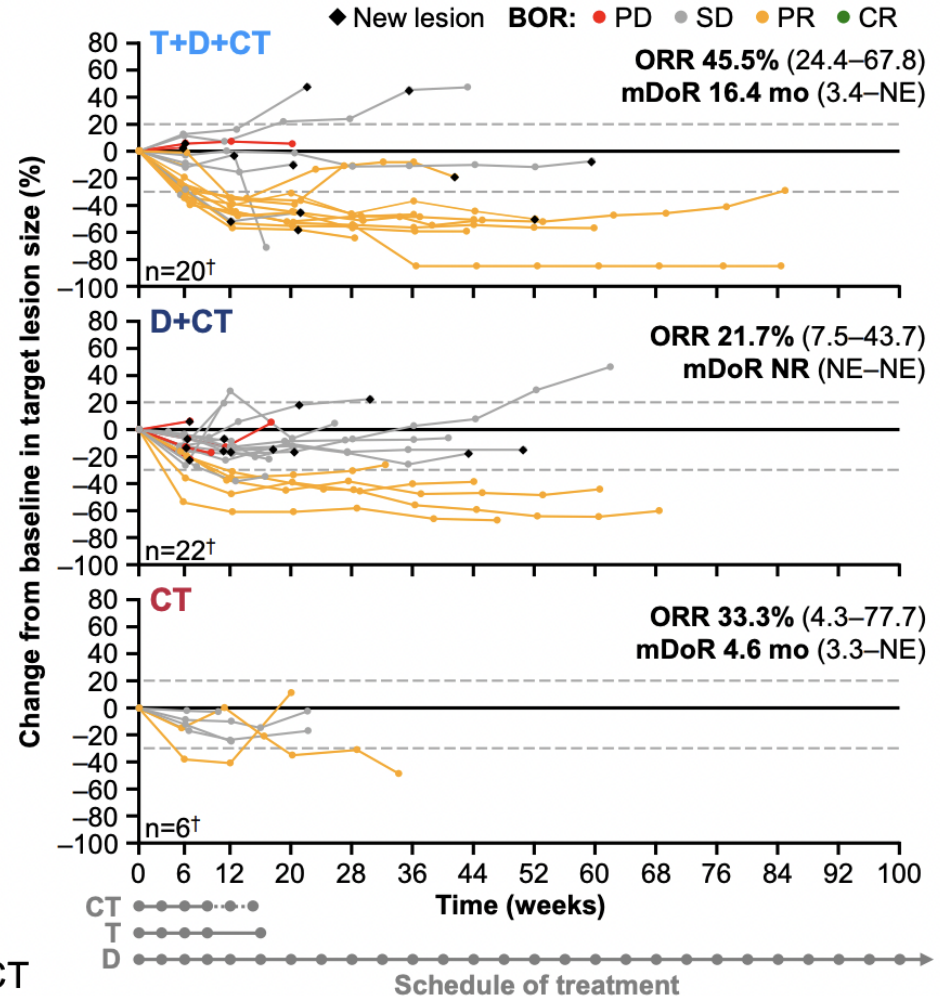 ◆ New lesion BOR: ● PD ● SD ● PR ● CR
Change from baseline in target lesion size (%)
T+D+CT
ORR 45.5% (24.4–67.8)
mDoR 16.4 mo (3.4–NE)
80
60
40
20
0
–20
–40
–60
–80
–100
n=20†
D+CT
ORR 21.7% (7.5–43.7)
mDoR NR (NE–NE)
80
60
40
20
0
–20
–40
–60
–80
–100
n=22†
CT
ORR 33.3% (4.3–77.7)
mDoR 4.6 mo (3.3–NE)
80
60
40
20
0
–20
–40
–60
–80
–100
n=6†
0 6 12 20 28 36 44 52 60 68 76 84 92 100
Time (weeks)
CT
T
D
Schedule of treatment
CT